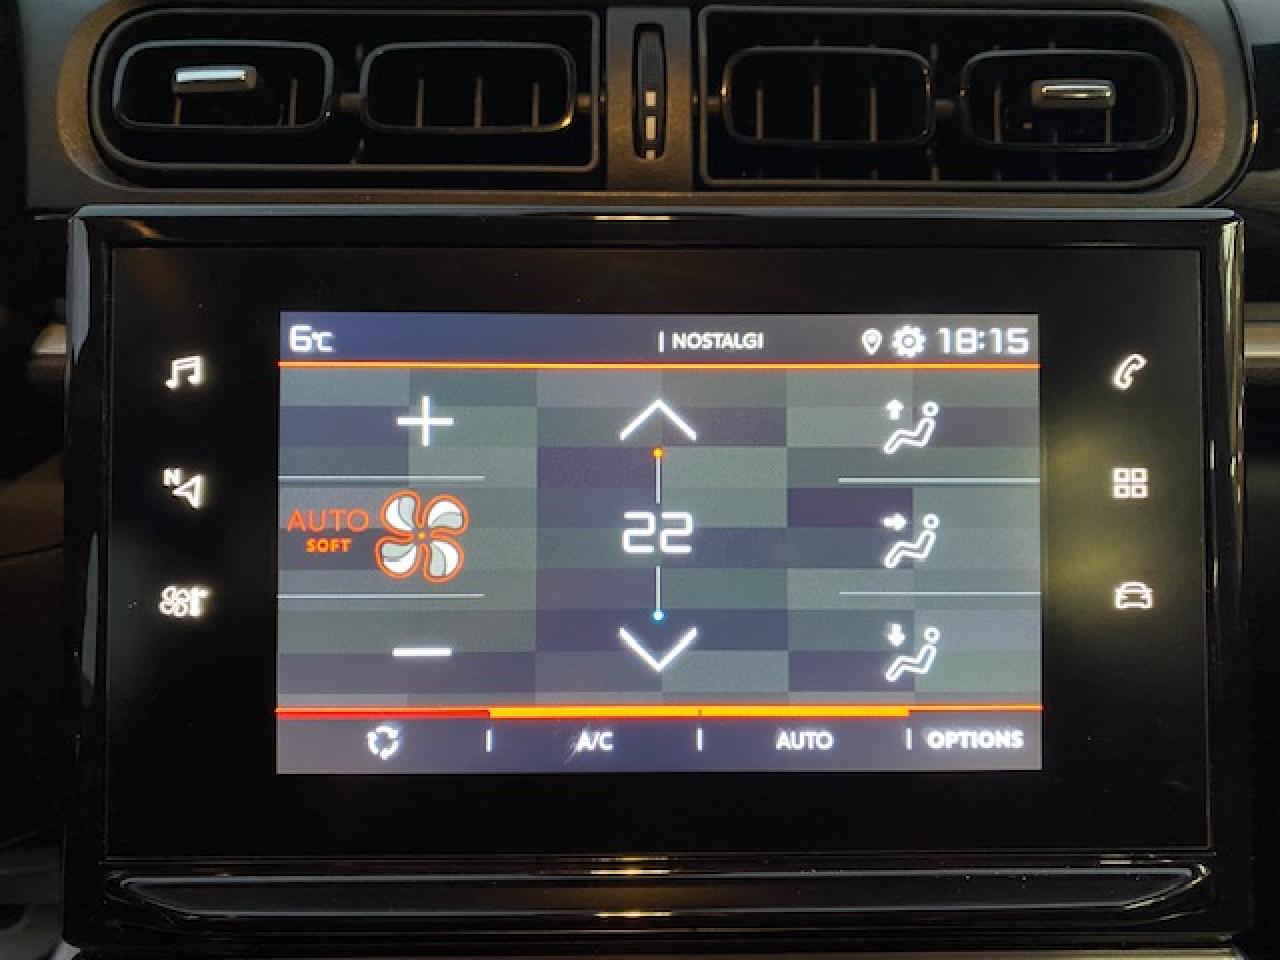 6°C | NOSTALGI 18:15
N
AUTO
SOFT
22
A/C | AUTO | OPTIONS